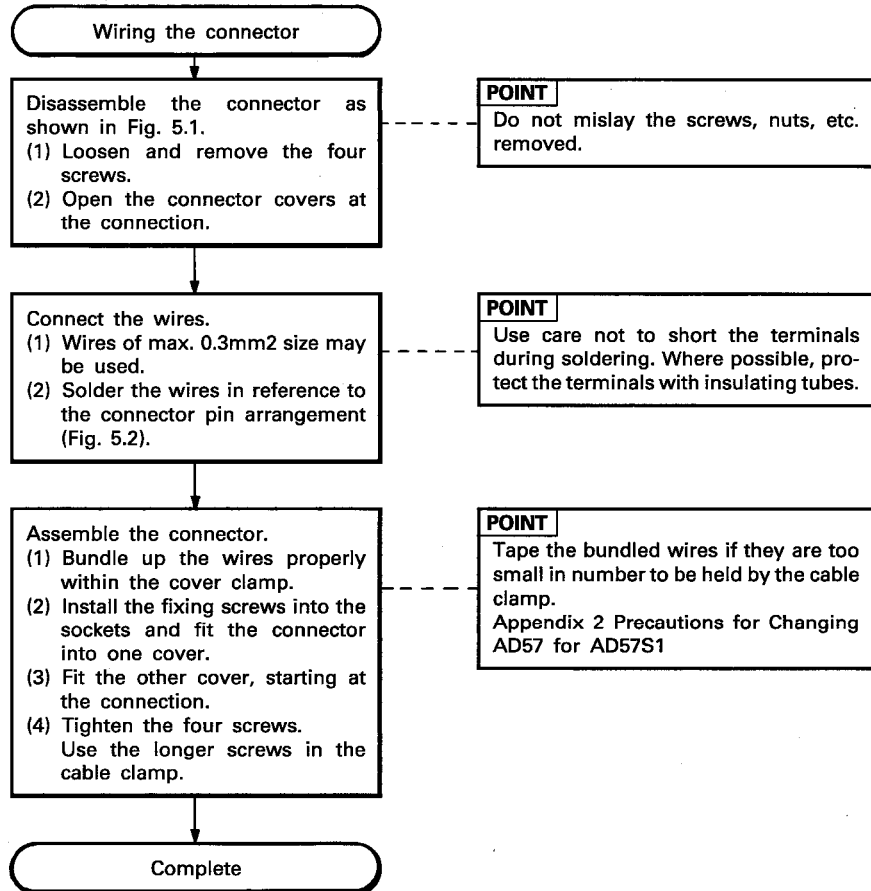 Wiring the connector
Disassemble the connector as
shown in Fig. 5.1.
(1) Loosen and remove the four
screws.
(2) Open the connector covers at
the connection.
POINT
Do not mislay the screws, nuts, etc.
removed.
Connect the wires.
(1) Wires of max. 0.3mm2 size may
be used.
(2) Solder the wires in reference to
the connector pin arrangement
(Fig. 5.2).
POINT
Use care not to short the terminals
during soldering. Where possible, pro-
tect the terminals with insulating tubes.
Assemble the connector.
(1) Bundle up the wires properly
within the cover clamp.
(2) Install the fixing screws into the
sockets and fit the connector
into one cover.
(3) Fit the other cover, starting at
the connection.
(4) Tighten the four screws.
Use the longer screws in the
cable clamp.
POINT
Tape the bundled wires if they are too
small in number to be held by the cable
clamp.
Appendix 2 Precautions for Changing
AD57 for AD57S1
Complete